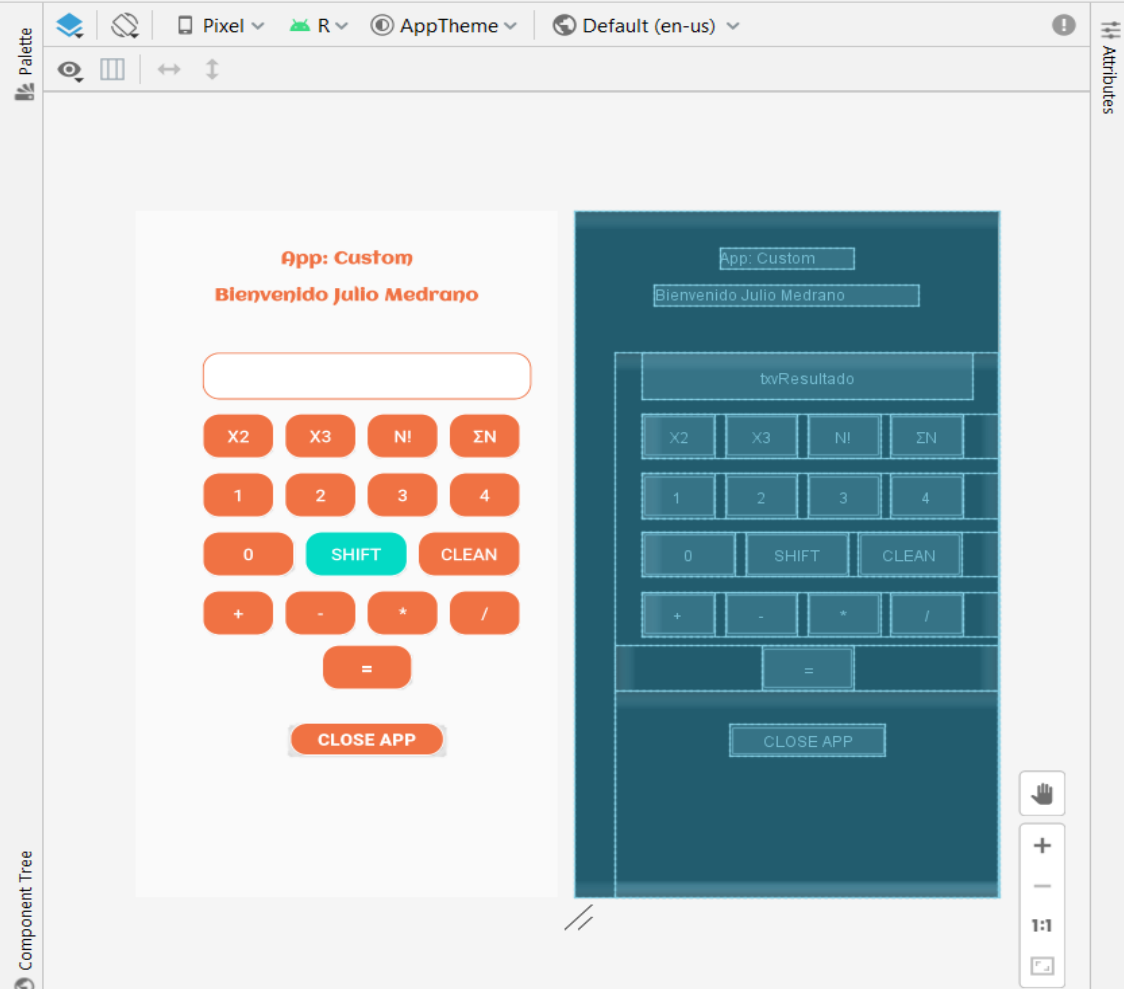 Pixel R AppTheme Default (en-us)
Palette
Attributes
App: Custom
Bienvenido Julio Medrano
X2 X3 N! ΣN
1 2 3 4
0 SHIFT CLEAN
+ - * /
=
CLOSE APP
App: Custom
Bienvenido Julio Medrano
txvResultado
X2 X3 N! ΣN
1 2 3 4
0 SHIFT CLEAN
+ - * /
=
CLOSE APP
Component Tree
1:1